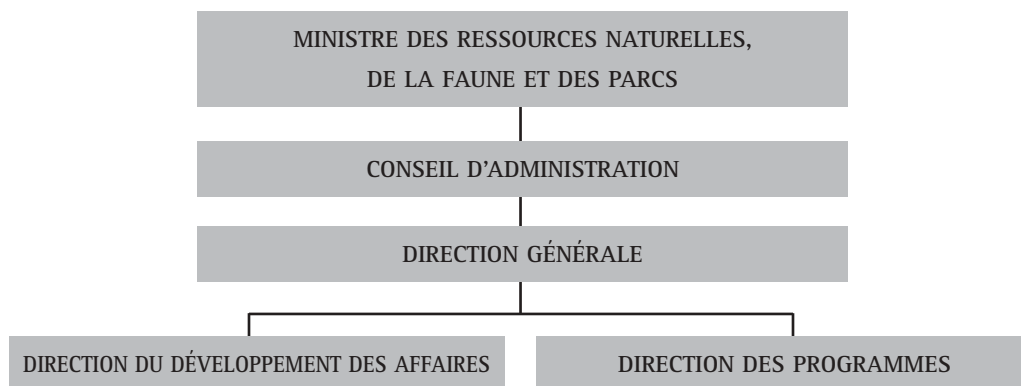 MINISTRE DES RESSOURCES NATURELLES,
DE LA FAUNE ET DES PARCS
CONSEIL D'ADMINISTRATION
DIRECTION GÉNÉRALE
DIRECTION DU DÉVELOPPEMENT DES AFFAIRES
DIRECTION DES PROGRAMMES